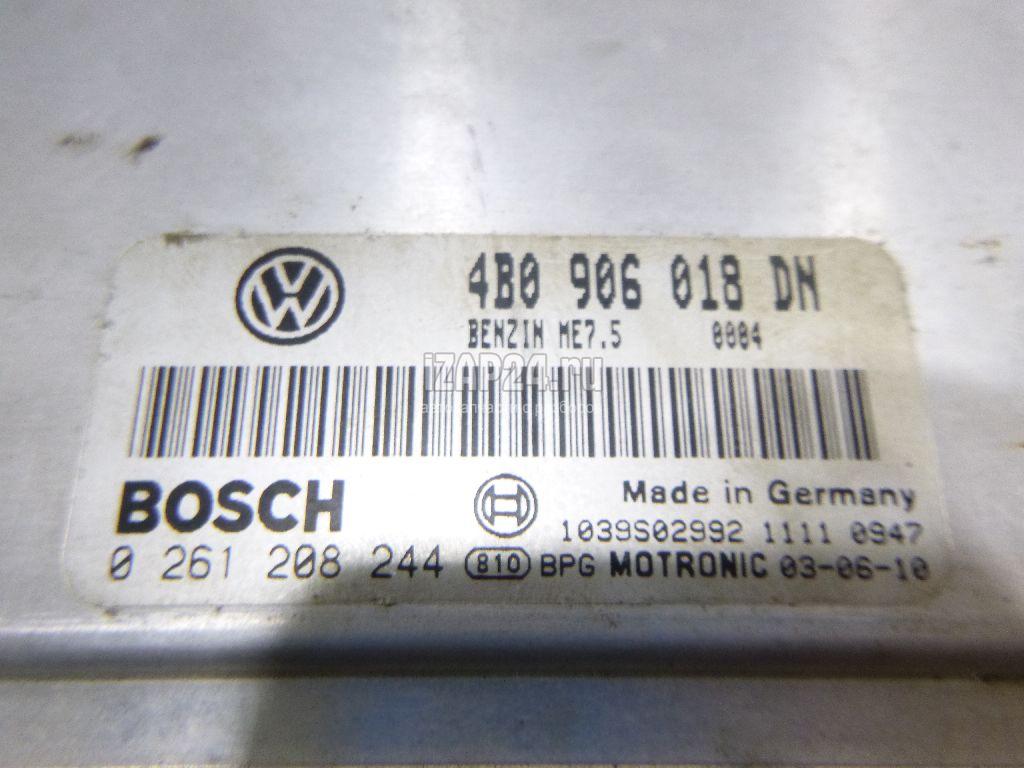 4B0 906 018 DN
BENZIN ME7.5 0004
iZAP24.ru
BOSCH
Made in Germany
1039S02992 1111 0947
0 261 208 244 810 BPG MOTRONIC 03-06-10